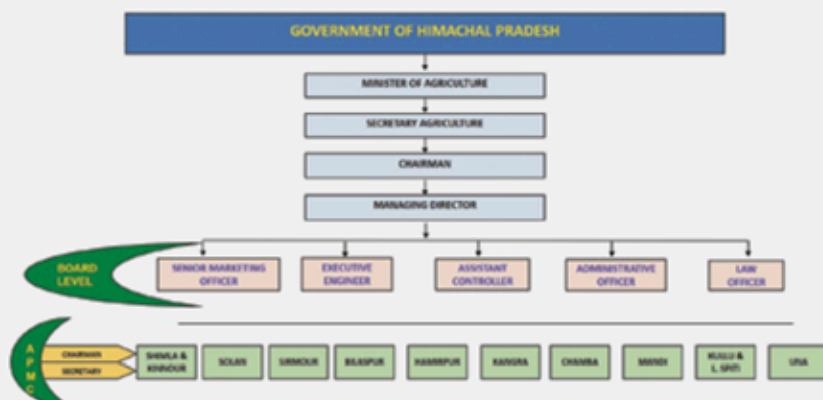 GOVERNMENT OF HIMACHAL PRADESH
MINISTER OF AGRICULTURE
SECRETARY AGRICULTURE
CHAIRMAN
MANAGING DIRECTOR
BOARD
LEVEL
SENIOR MARKETING
OFFICER
EXECUTIVE
ENGINEER
ASSISTANT
CONTROLLER
ADMINISTRATIVE
OFFICER
LAW
OFFICER
A
P
M
C
CHAIRMAN
SECRETARY
SHIMLA &
KINNOUR
SOLAN
SIRMOUR
BILASPUR
HAMIRPUR
KANGRA
CHAMBA
MANDI
KULLU &
L. SPITI
UNA